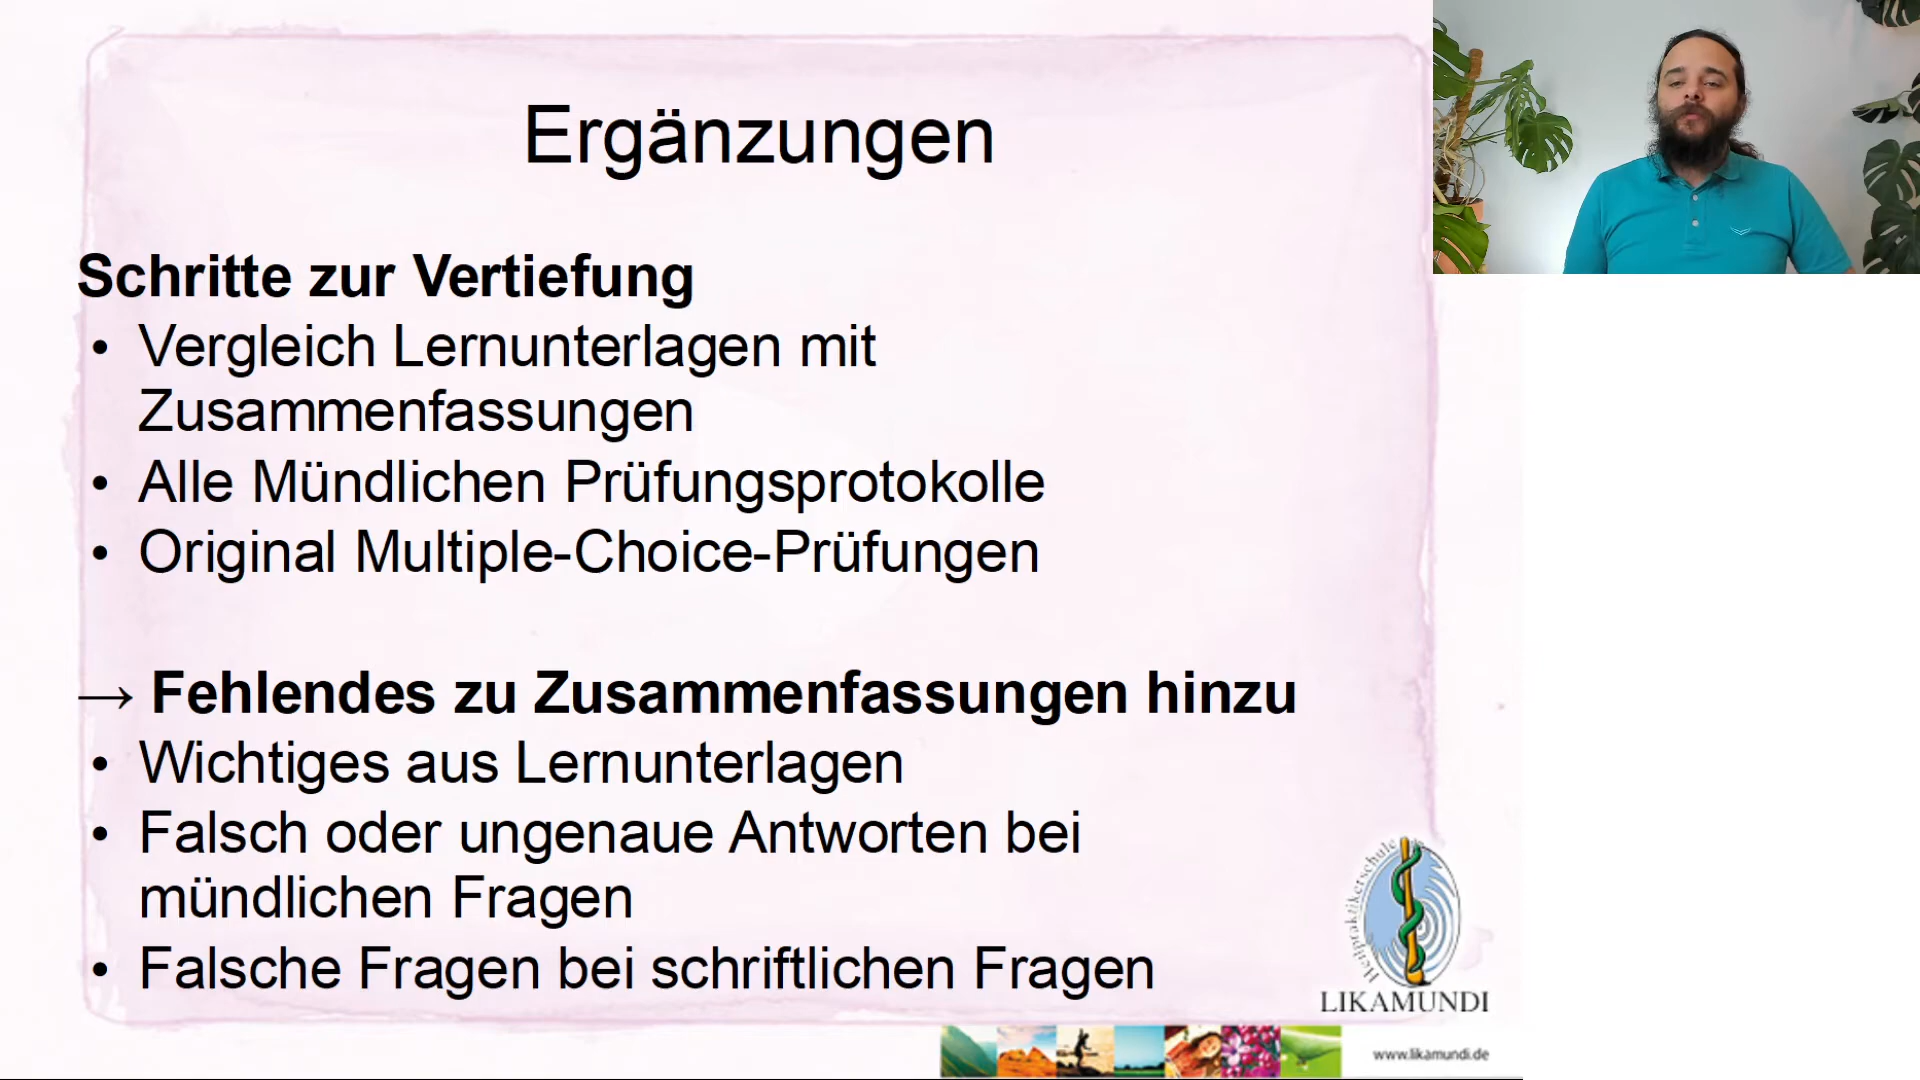 Ergänzungen
Schritte zur Vertiefung
• Vergleich Lernunterlagen mit
Zusammenfassungen
• Alle Mündlichen Prüfungsprotokolle
• Original Multiple-Choice-Prüfungen
→ Fehlendes zu Zusammenfassungen hinzu
• Wichtiges aus Lernunterlagen
• Falsch oder ungenaue Antworten bei
mündlichen Fragen
• Falsche Fragen bei schriftlichen Fragen
Heilpraktikerschule
LIKAMUNDI
www.likamundi.de